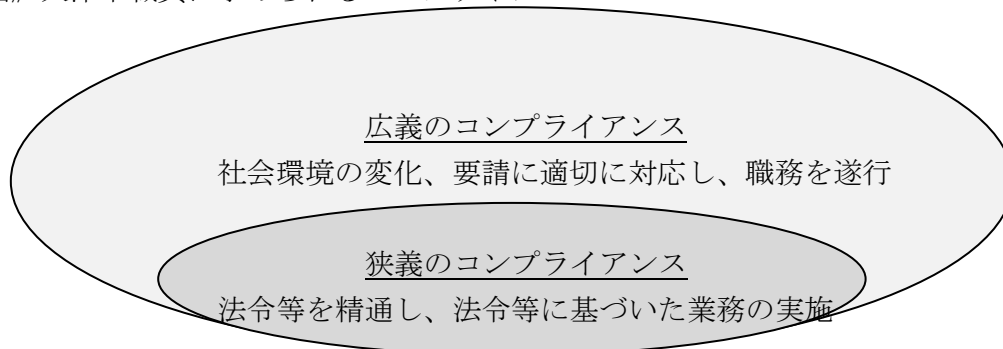 広義のコンプライアンス
社会環境の変化、要請に適切に対応し、職務を遂行
狭義のコンプライアンス
法令等を精通し、法令等に基づいた業務の実施